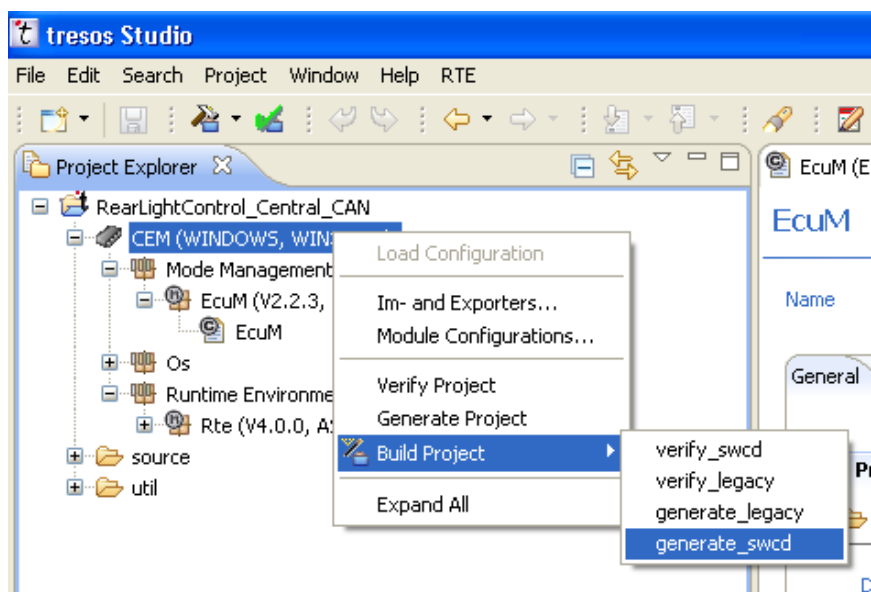 tresos Studio
File Edit Search Project Window Help RTE
Project Explorer
RearLightControl_Central_CAN
CEM (WINDOWS,
Mode Management
EcuM (V2.2.3,
EcuM
Os
Runtime Environme
Rte (V4.0.0,
source
util
Load Configuration
Im- and Exporters...
Module Configurations...
Verify Project
Generate Project
Build Project
Expand All
verify_swcd
verify_legacy
generate_legacy
generate_swcd
EcuM (E
EcuM
Name
General